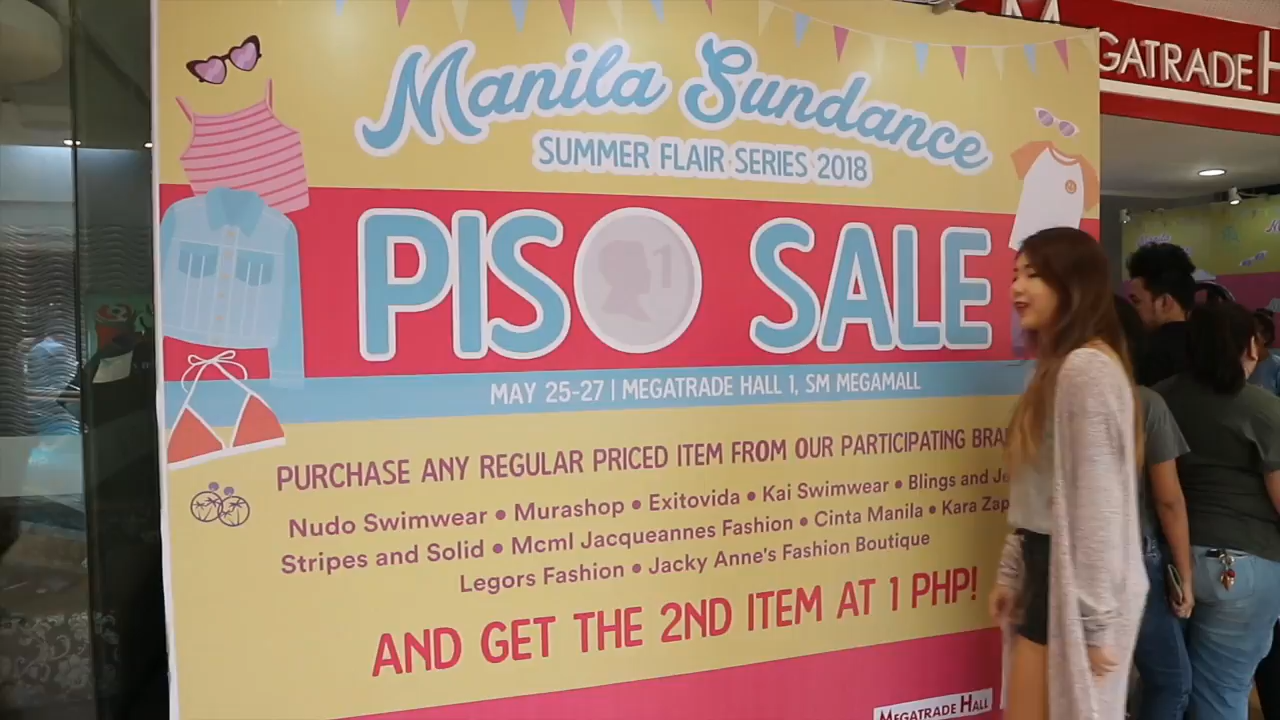 Manila Sundance
SUMMER FLAIR SERIES 2018
MEGATRADE H
PISO SALE
1
MAY 25-27 | MEGATRADE HALL 1, SM MEGAMALL
PURCHASE ANY REGULAR PRICED ITEM FROM OUR PARTICIPATING
Nudo Swimwear • Murashop • Exitovida • Kai Swimwear • Blings and
Stripes and Solid • Mcml Jacqueannes Fashion • Cinta Manila • Kara
Legors Fashion • Jacky Anne's Fashion Boutique
AND GET THE 2ND ITEM AT 1 PHP!
MEGATRADE HALL